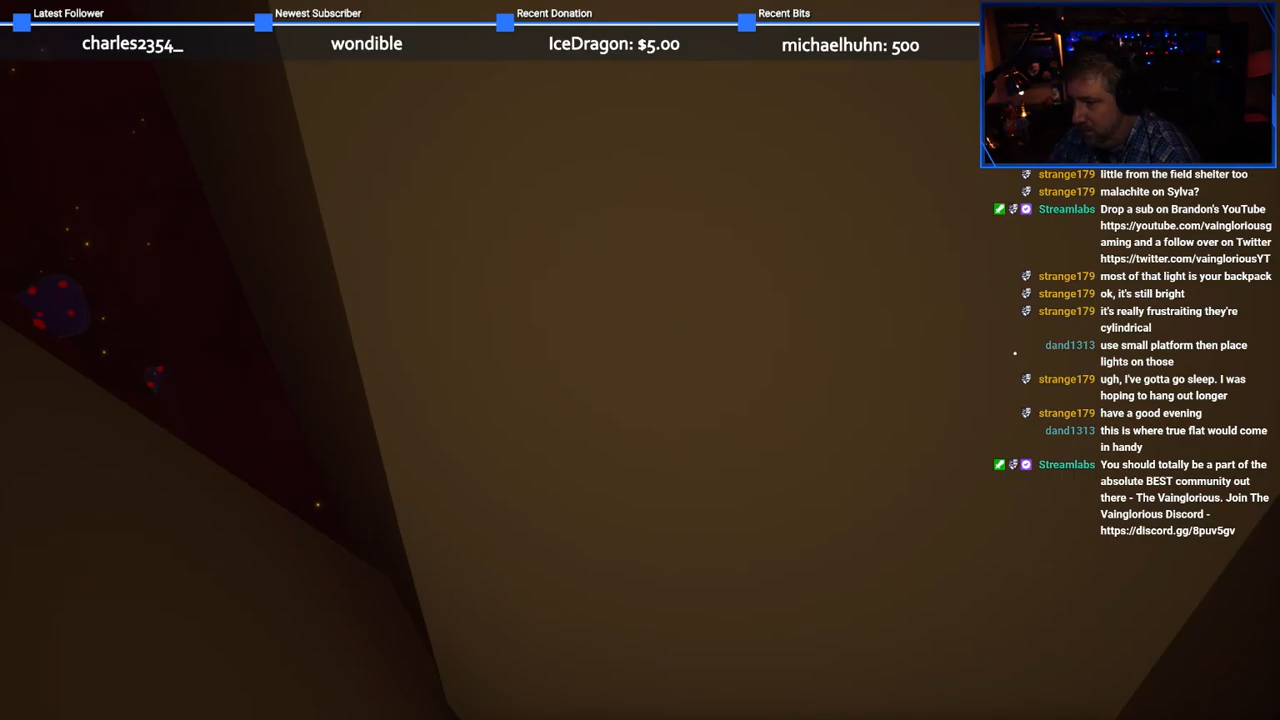 Latest Follower
Newest Subscriber
Recent Donation
Recent Bits
charles2354_
wondible
IceDragon: $5.00
michaelhuhn: 500
strange179 little from the field shelter too
strange179 malachite on Sylva?
Streamlabs Drop a sub on Brandon's YouTube
https://youtube.com/vaingloriousg
aming and a follow over on Twitter
https://twitter.com/vaingloriousYT
strange179 most of that light is your backpack
strange179 ok, it's still bright
strange179 it's really frustraiting they're
cylindrical
dand1313 use small platform then place
lights on those
strange179 ugh, I've gotta go sleep. I was
hoping to hang out longer
strange179 have a good evening
dand1313 this is where true flat would come
in handy
Streamlabs You should totally be a part of the
absolute BEST community out
there - The Vainglorious. Join The
Vainglorious Discord -
https://discord.gg/8puv5gv